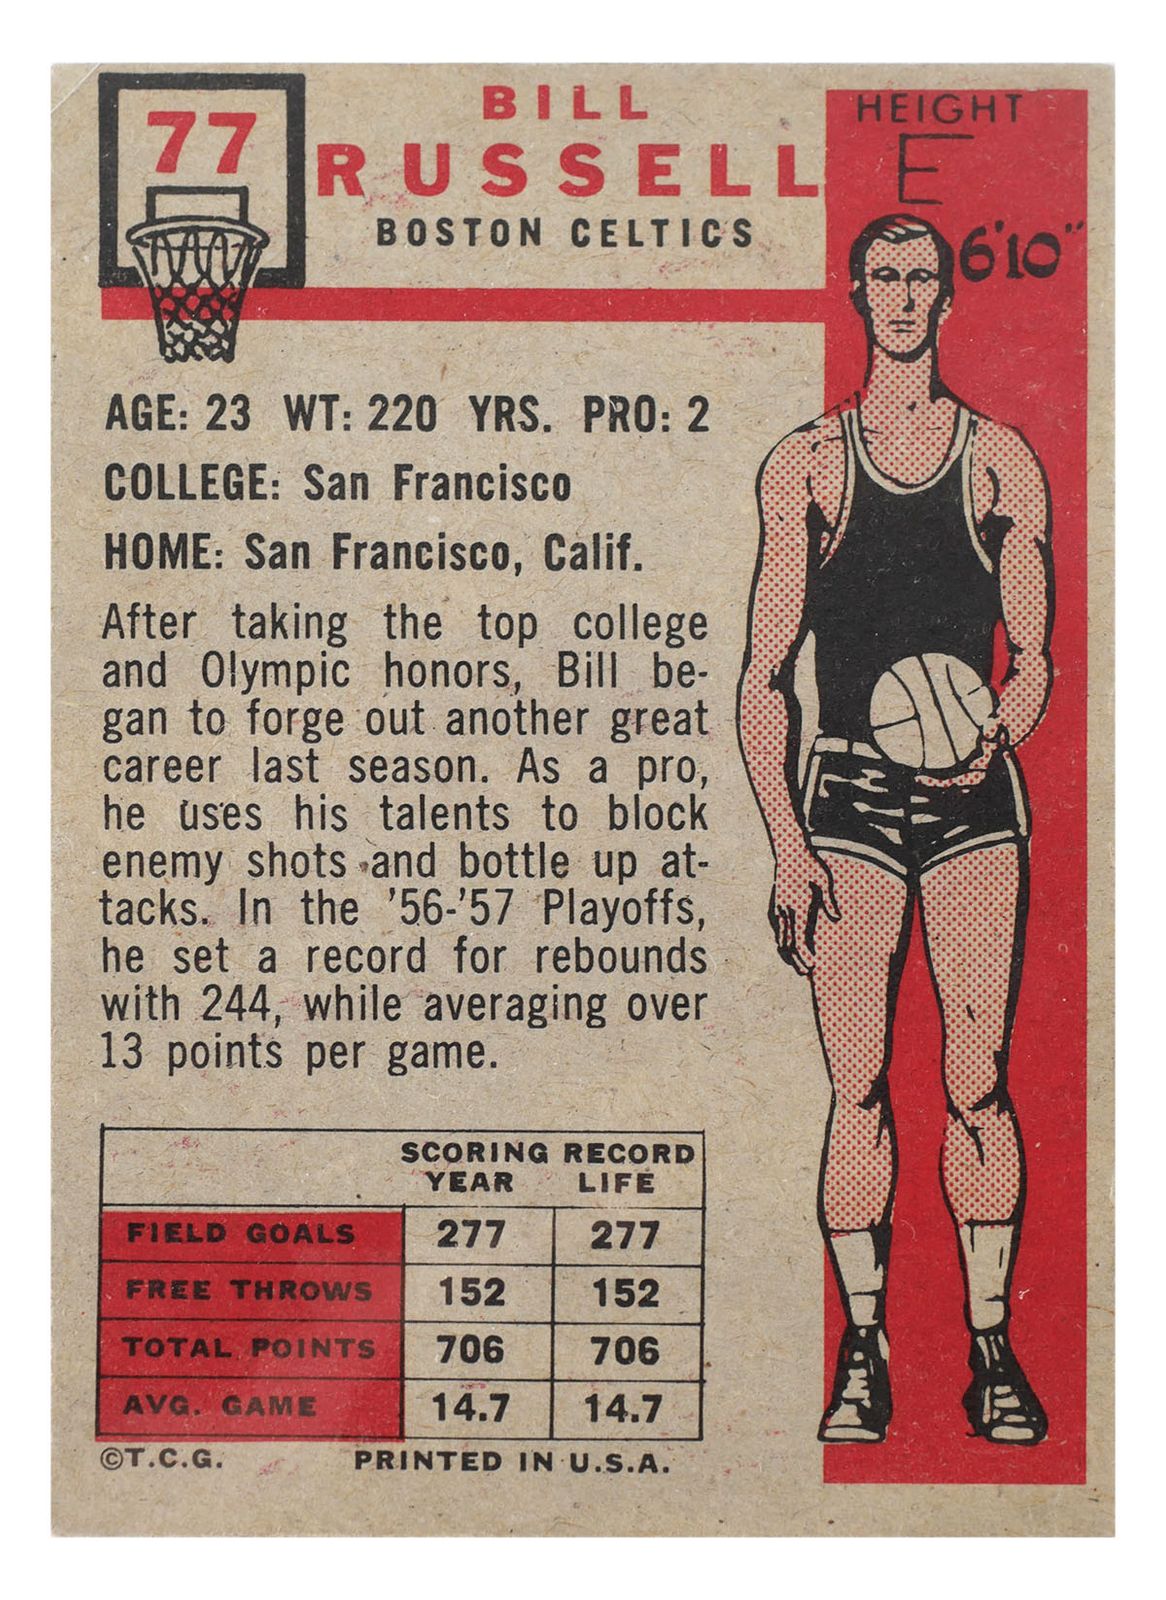 77
BILL
RUSSELL
BOSTON CELTICS
HEIGHT
E
6'10"
AGE: 23 WT: 220 YRS. PRO: 2
COLLEGE: San Francisco
HOME: San Francisco, Calif.
After taking the top college
and Olympic honors, Bill be-
gan to forge out another great
career last season. As a pro,
he uses his talents to block
enemy shots and bottle up at-
tacks. In the '56-'57 Playoffs,
he set a record for rebounds
with 244, while averaging over
13 points per game.
SCORING RECORD
YEAR LIFE
FIELD GOALS 277 277
FREE THROWS 152 152
TOTAL POINTS 706 706
AVG. GAME 14.7 14.7
©T.C.G. PRINTED IN U.S.A.